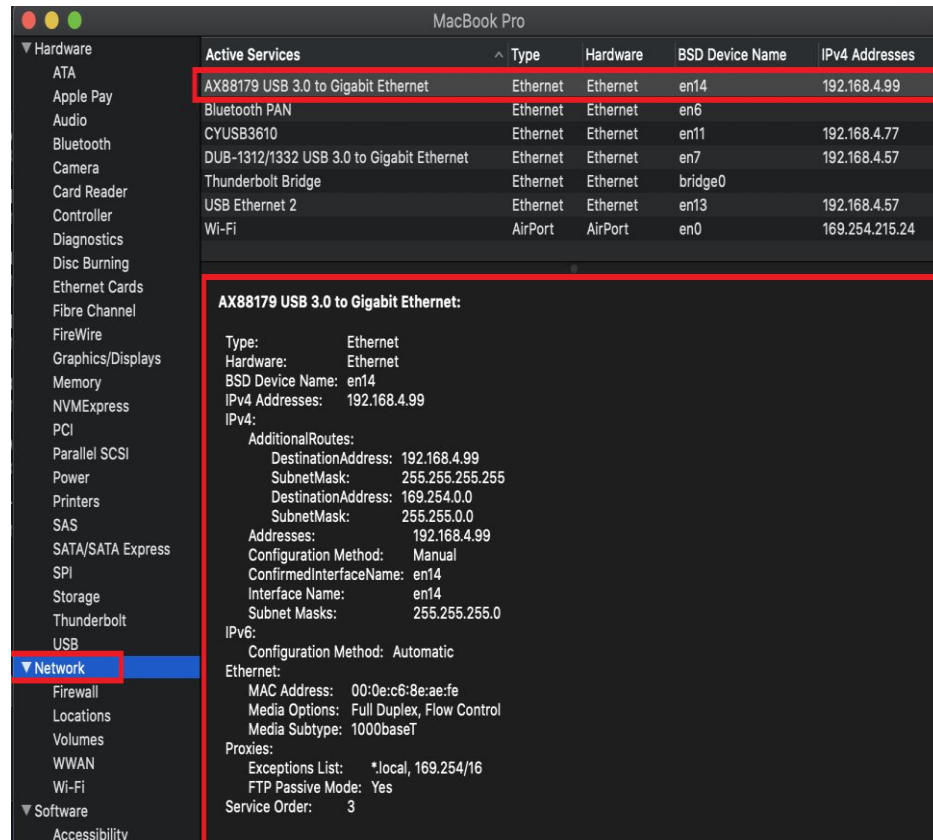 MacBook Pro
▼ Hardware
ATA
Apple Pay
Audio
Bluetooth
Camera
Card Reader
Controller
Diagnostics
Disc Burning
Ethernet Cards
Fibre Channel
FireWire
Graphics/Displays
Memory
NVMExpress
PCI
Parallel SCSI
Power
Printers
SAS
SATA/SATA Express
SPI
Storage
Thunderbolt
USB
▼ Network
Firewall
Locations
Volumes
WWAN
Wi-Fi
▼ Software
Accessibility
Active Services ^ Type Hardware BSD Device Name IPv4 Addresses
AX88179 USB 3.0 to Gigabit Ethernet Ethernet Ethernet en14 192.168.4.99
Bluetooth PAN Ethernet Ethernet en6
CYUSB3610 Ethernet Ethernet en11 192.168.4.77
DUB-1312/1332 USB 3.0 to Gigabit Ethernet Ethernet Ethernet en7 192.168.4.57
Thunderbolt Bridge Ethernet Ethernet bridge0
USB Ethernet 2 Ethernet Ethernet en13 192.168.4.57
Wi-Fi AirPort AirPort en0 169.254.215.24
AX88179 USB 3.0 to Gigabit Ethernet:
Type: Ethernet
Hardware: Ethernet
BSD Device Name: en14
IPv4 Addresses: 192.168.4.99
IPv4:
AdditionalRoutes:
DestinationAddress: 192.168.4.99
SubnetMask: 255.255.255.255
DestinationAddress: 169.254.0.0
SubnetMask: 255.255.0.0
Addresses: 192.168.4.99
Configuration Method: Manual
ConfirmedInterfaceName: en14
Interface Name: en14
Subnet Masks: 255.255.255.0
IPv6:
Configuration Method: Automatic
Ethernet:
MAC Address: 00:0e:c6:8e:ae:fe
Media Options: Full Duplex, Flow Control
Media Subtype: 1000baseT
Proxies:
Exceptions List: *.local, 169.254/16
FTP Passive Mode: Yes
Service Order: 3